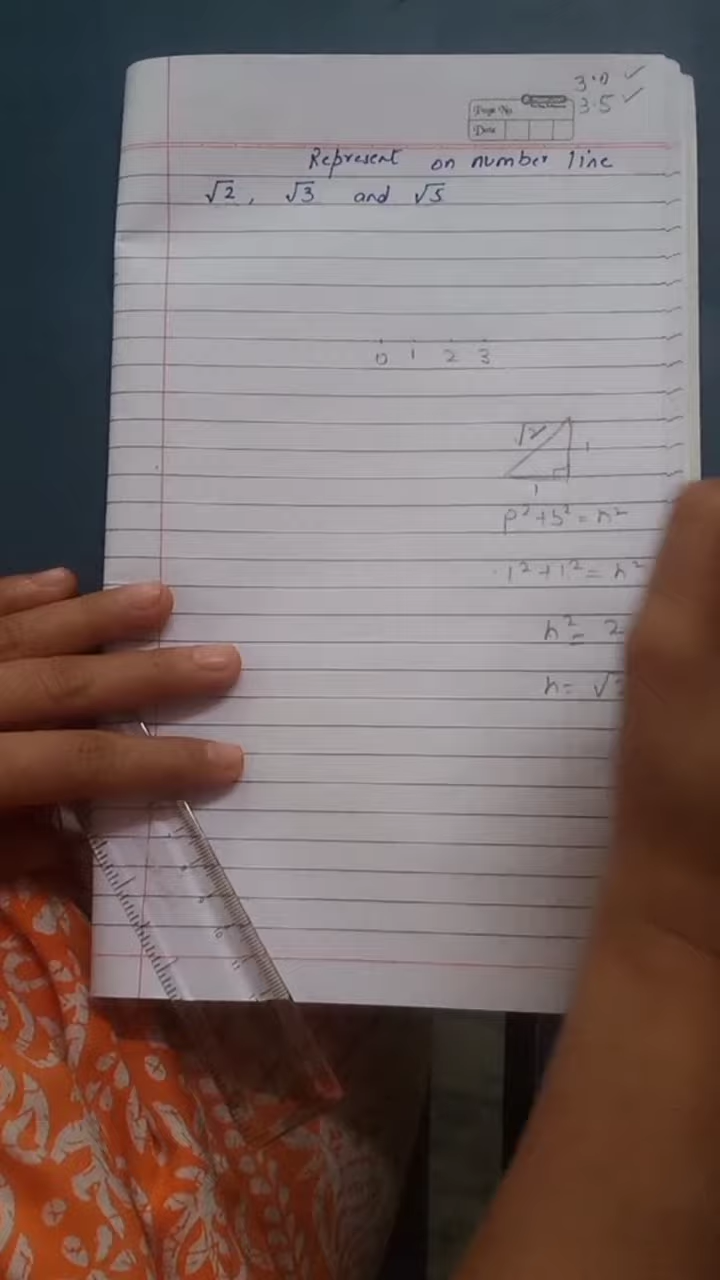 3.0 ✓
Page No.
3.5 ✓
Date
Represent on number line
√2, √3 and √5
0 1 2 3
√2
1
1
p²+b² = h²
1²+1² = h²
h² = 2
h = √